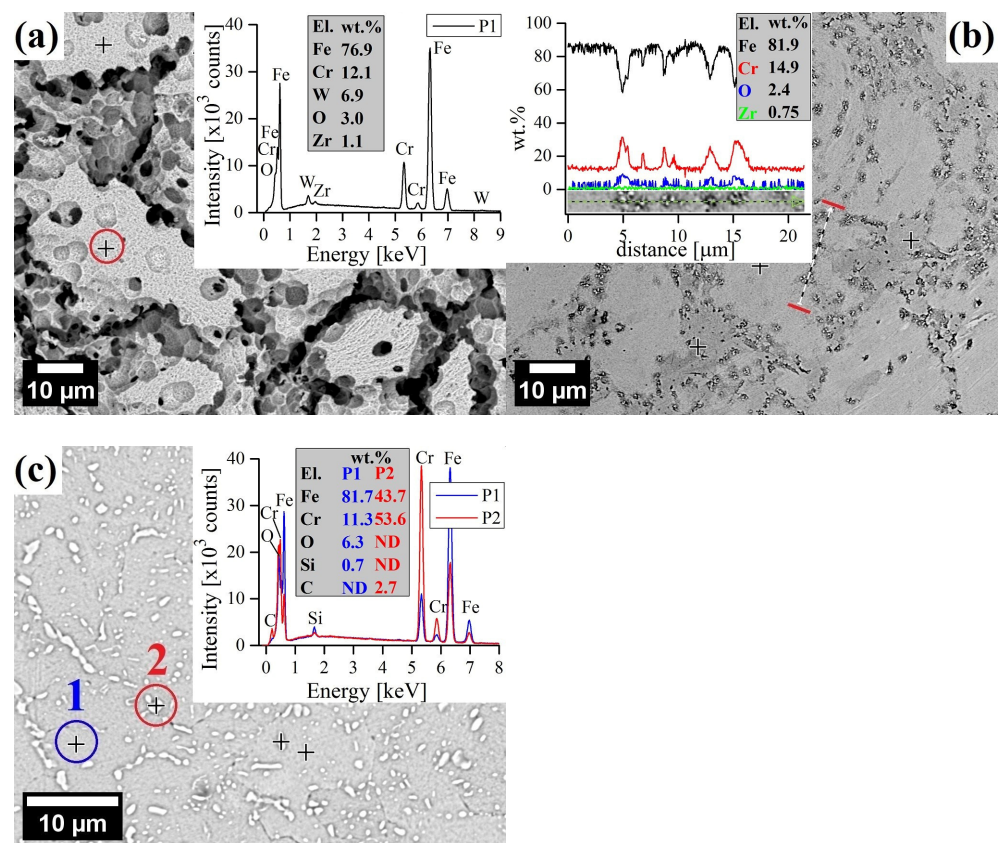 (a)
El. wt.%
Fe 76.9
Cr 12.1
W 6.9
O 3.0
Zr 1.1
P1
Fe
Fe
Cr
O
W
Zr
Cr
Cr
Fe
Fe
W
40
30
20
10
0
Intensity [x10³ counts]
0 1 2 3 4 5 6 7 8 9
Energy [keV]
10 µm
(b)
El. wt.%
Fe 81.9
Cr 14.9
O 2.4
Zr 0.75
100
80
60
40
20
0
wt.%
0 5 10 15 20
distance [µm]
10 µm
(c)
wt.%
El. P1 P2
Fe 81.7 43.7
Cr 11.3 53.6
O 6.3 ND
Si 0.7 ND
C ND 2.7
P1
P2
Fe
Cr
O
C
Si
Cr
Cr
Fe
Fe
40
30
20
10
0
Intensity [x10³ counts]
0 1 2 3 4 5 6 7 8
Energy [keV]
1
2
10 µm